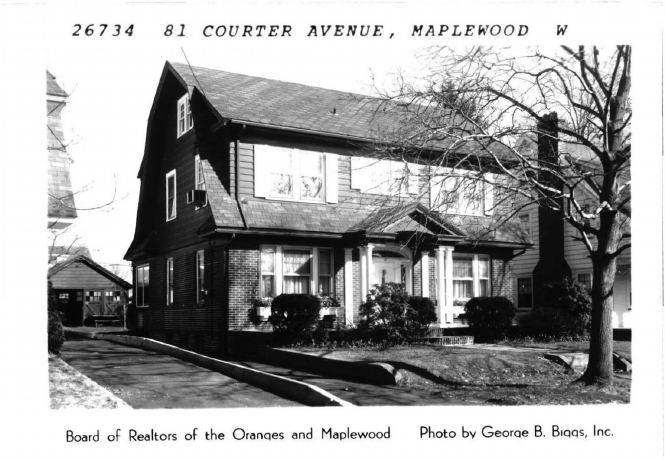 26734 81 COURTER AVENUE, MAPLEWOOD W
Board of Realtors of the Oranges and Maplewood Photo by George B. Biggs, Inc.